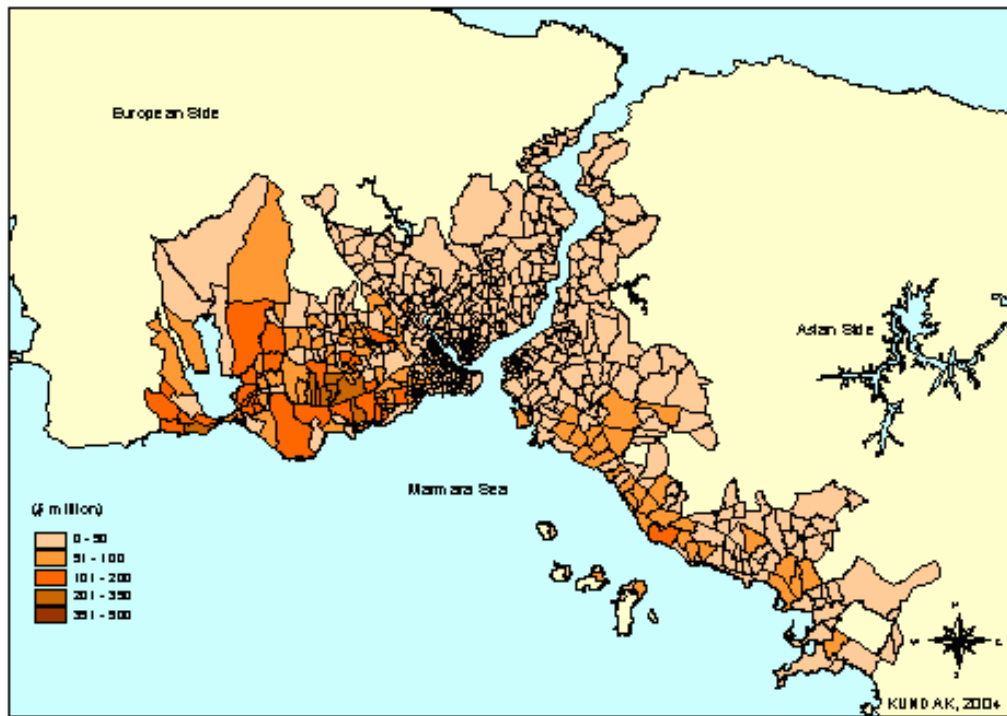 European Side
Asian Side
Marmara Sea
($ million)
0 - 50
51 - 100
101 - 200
201 - 350
351 - 500
N
W
E
S
KUNDAK, 2004